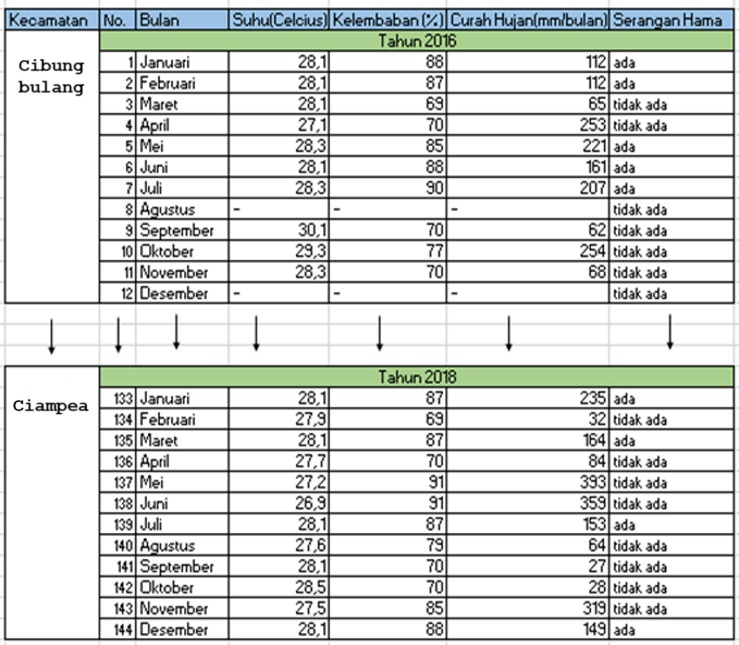 Kecamatan No. Bulan Suhu(Celcius) Kelembaban (%) Curah Hujan(mm/bulan) Serangan Hama
Tahun 2016
Cibung
bulang
1 Januari 28,1 88 112 ada
2 Februari 28,1 87 112 ada
3 Maret 28,1 69 65 tidak ada
4 April 27,1 70 253 tidak ada
5 Mei 28,3 85 221 ada
6 Juni 28,1 88 161 ada
7 Juli 28,3 90 207 ada
8 Agustus - - - tidak ada
9 September 30,1 70 62 tidak ada
10 Oktober 29,3 77 254 tidak ada
11 November 28,3 70 68 tidak ada
12 Desember - - - tidak ada
Tahun 2018
Ciampea
133 Januari 28,1 87 235 ada
134 Februari 27,9 69 32 tidak ada
135 Maret 28,1 87 164 ada
136 April 27,7 70 84 tidak ada
137 Mei 27,2 91 393 tidak ada
138 Juni 26,9 91 359 tidak ada
139 Juli 28,1 87 153 ada
140 Agustus 27,6 79 64 tidak ada
141 September 28,1 70 27 tidak ada
142 Oktober 28,5 70 28 tidak ada
143 November 27,5 85 319 tidak ada
144 Desember 28,1 88 149 ada